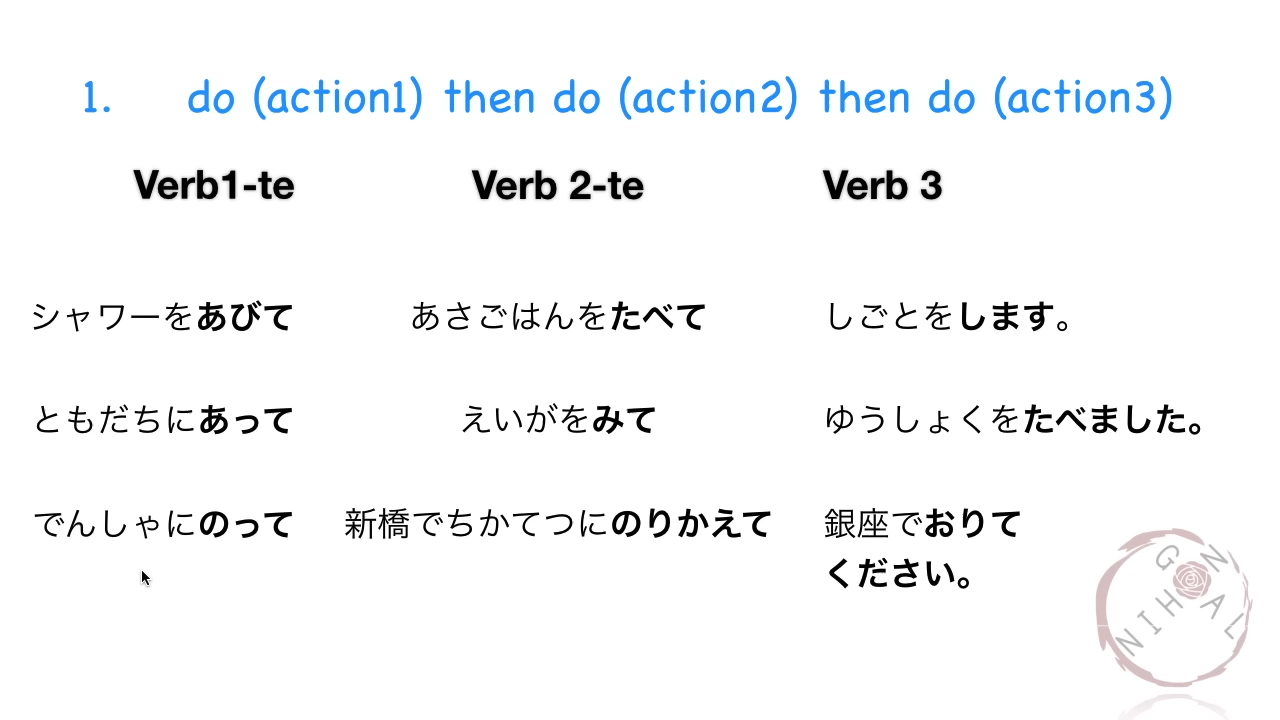 1. do (action1) then do (action2) then do (action3)
Verb1-te Verb 2-te Verb 3
シャワーをあびて あさごはんをたべて しごとをします。
ともだちにあって えいがをみて ゆうしょくをたべました。
でんしゃにのって 新橋でちかてつにのりかえて 銀座でおりて
ください。
NIHONGAL